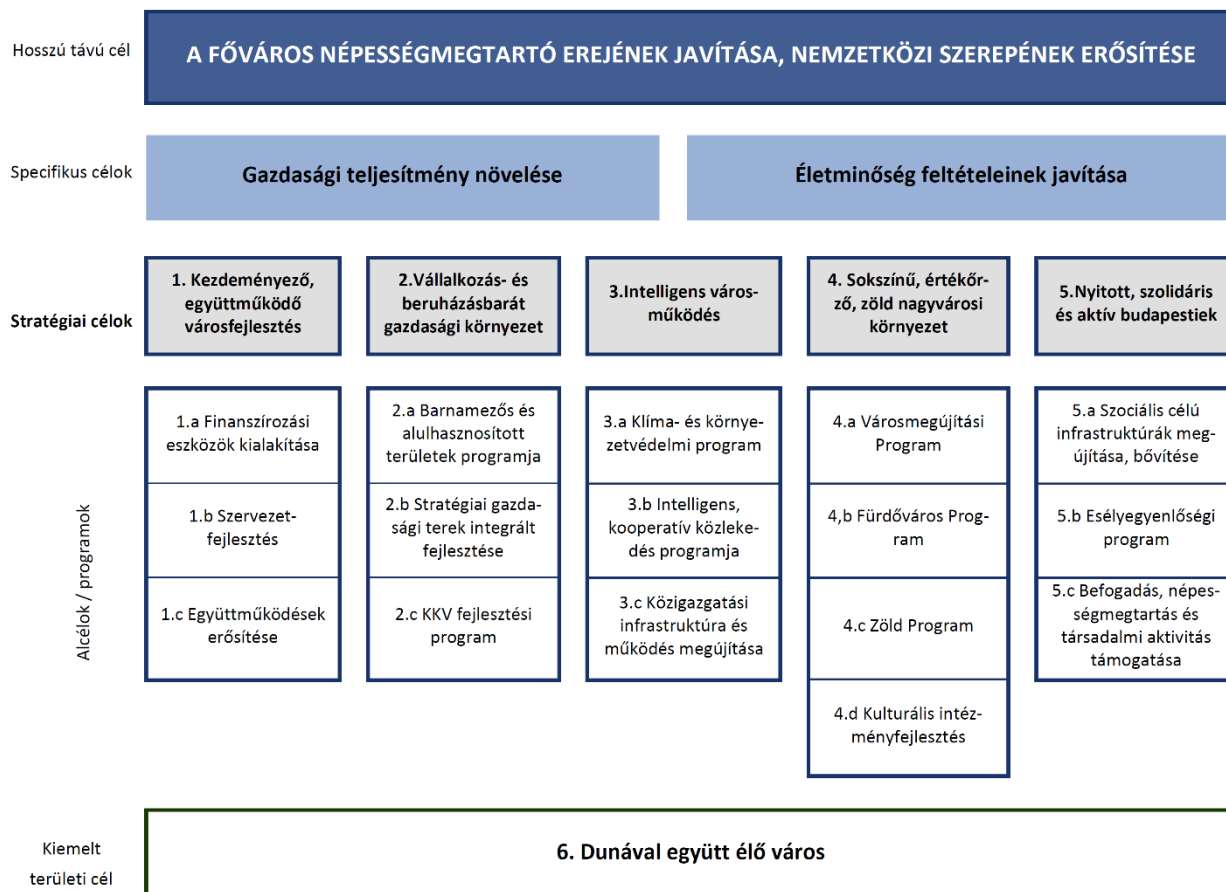 Hosszú távú cél
A FŐVÁROS NÉPESSÉGMEGTARTÓ EREJÉNEK JAVÍTÁSA, NEMZETKÖZI SZEREPÉNEK ERŐSÍTÉSE
Specifikus célok
Gazdasági teljesítmény növelése
Életminőség feltételeinek javítása
Stratégiai célok
1. Kezdeményező,
együttműködő
városfejlesztés
2.Vállalkozás- és
beruházásbarát
gazdasági környezet
3.Intelligens város-
működés
4. Sokszínű, értékőr-
ző, zöld nagyvárosi
környezet
5.Nyitott, szolidáris
és aktív budapestiek
Alcélok / programok
1.a Finanszírozási
eszközök kialakítása
1.b Szervezet-
fejlesztés
1.c Együttműködések
erősítése
2.a Barnamezős és
alulhasznosított
területek programja
2.b Stratégiai gazda-
sági terek integrált
fejlesztése
2.c KKV fejlesztési
program
3.a Klíma- és környe-
zetvédelmi program
3.b Intelligens,
kooperatív közleke-
dés programja
3.c Közigazgatási
infrastruktúra és
működés megújítása
4.a Városmegújítási
Program
4,b Fürdőváros Prog-
ram
4.c Zöld Program
4.d Kulturális intéz-
ményfejlesztés
5.a Szociális célú
infrastruktúrák meg-
újítása, bővítése
5.b Esélyegyenlőségi
program
5.c Befogadás, népes-
ségmegtartás és
társadalmi aktivitás
támogatása
Kiemelt
területi cél
6. Dunával együtt élő város